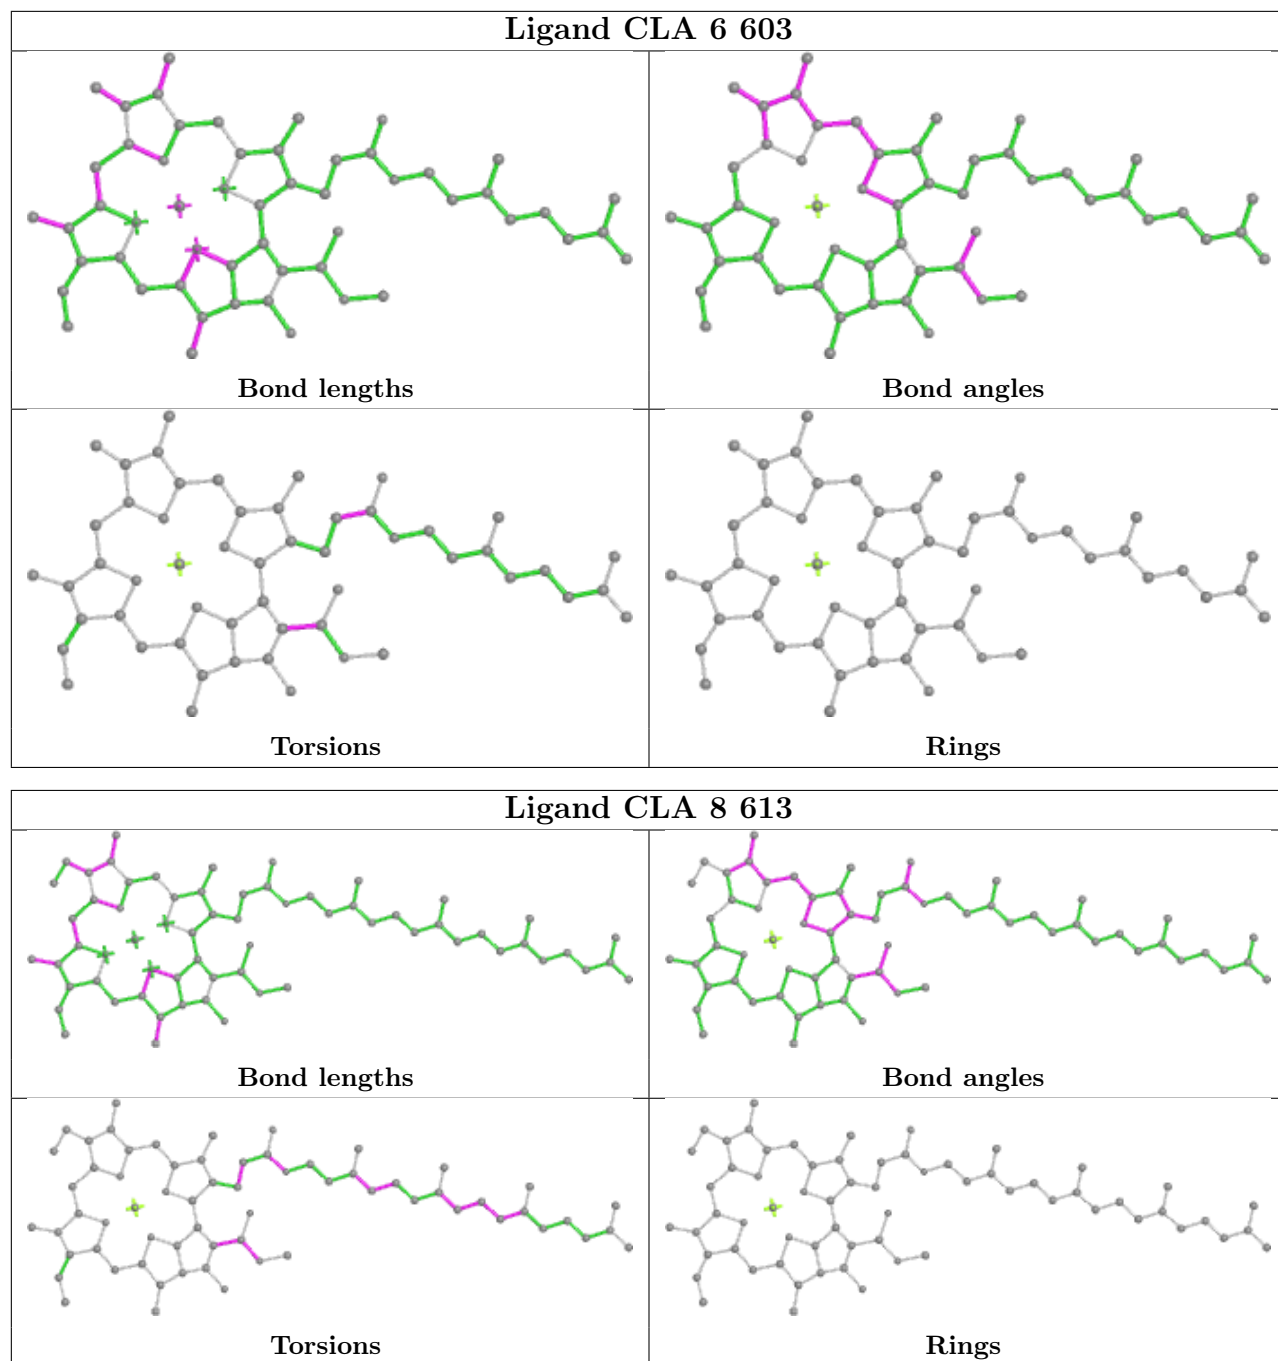 Ligand CLA 6 603
Bond lengths
Bond angles
Torsions
Rings
Ligand CLA 8 613
Bond lengths
Bond angles
Torsions
Rings